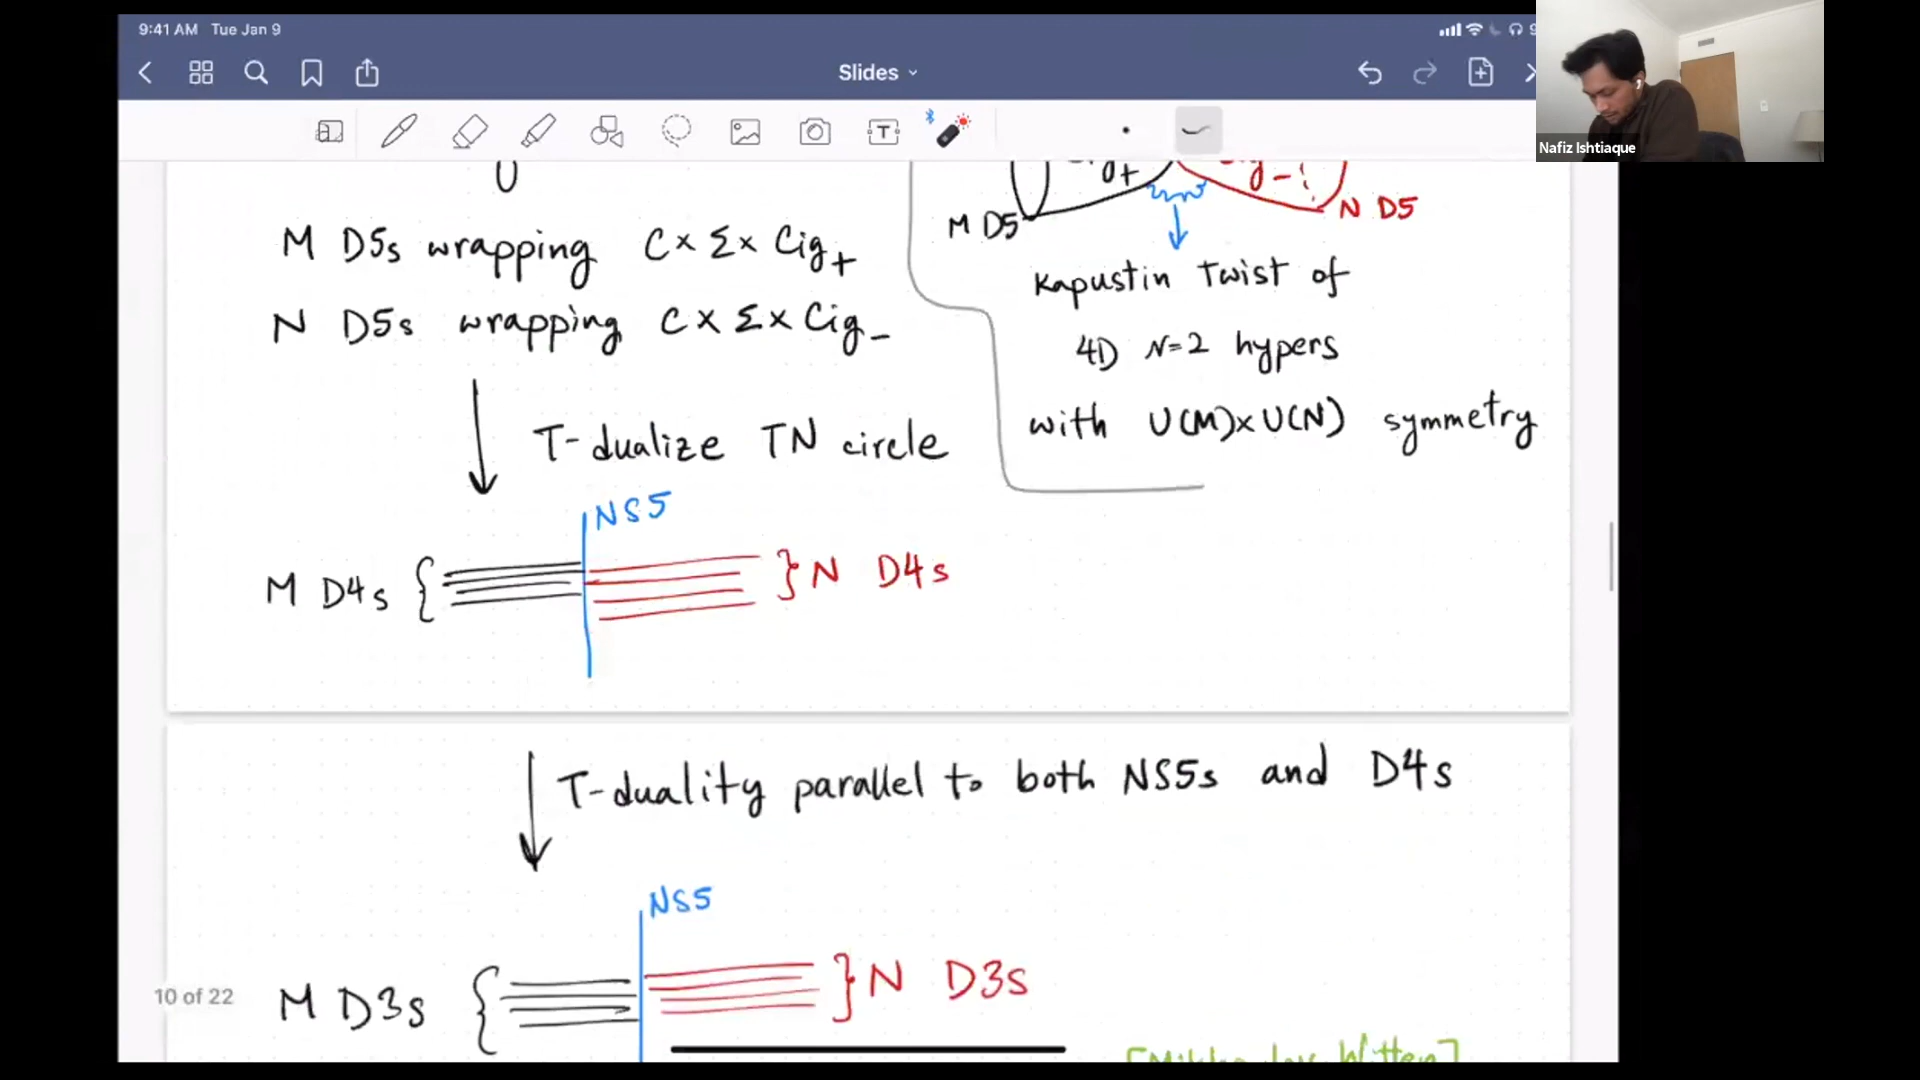 9:41 AM Tue Jan 9
Slides
Nafiz Ishtiaque
M D5s wrapping C × Σ × Cig+
N D5s wrapping C × Σ × Cig-
M D5
N D5
Kapustin Twist of
4D N=2 hypers
with U(M)×U(N) symmetry
T-dualize TN circle
NS5
M D4s { } N D4s
T-duality parallel to both NS5s and D4s
NS5
M D3s { } N D3s
10 of 22
Witten]